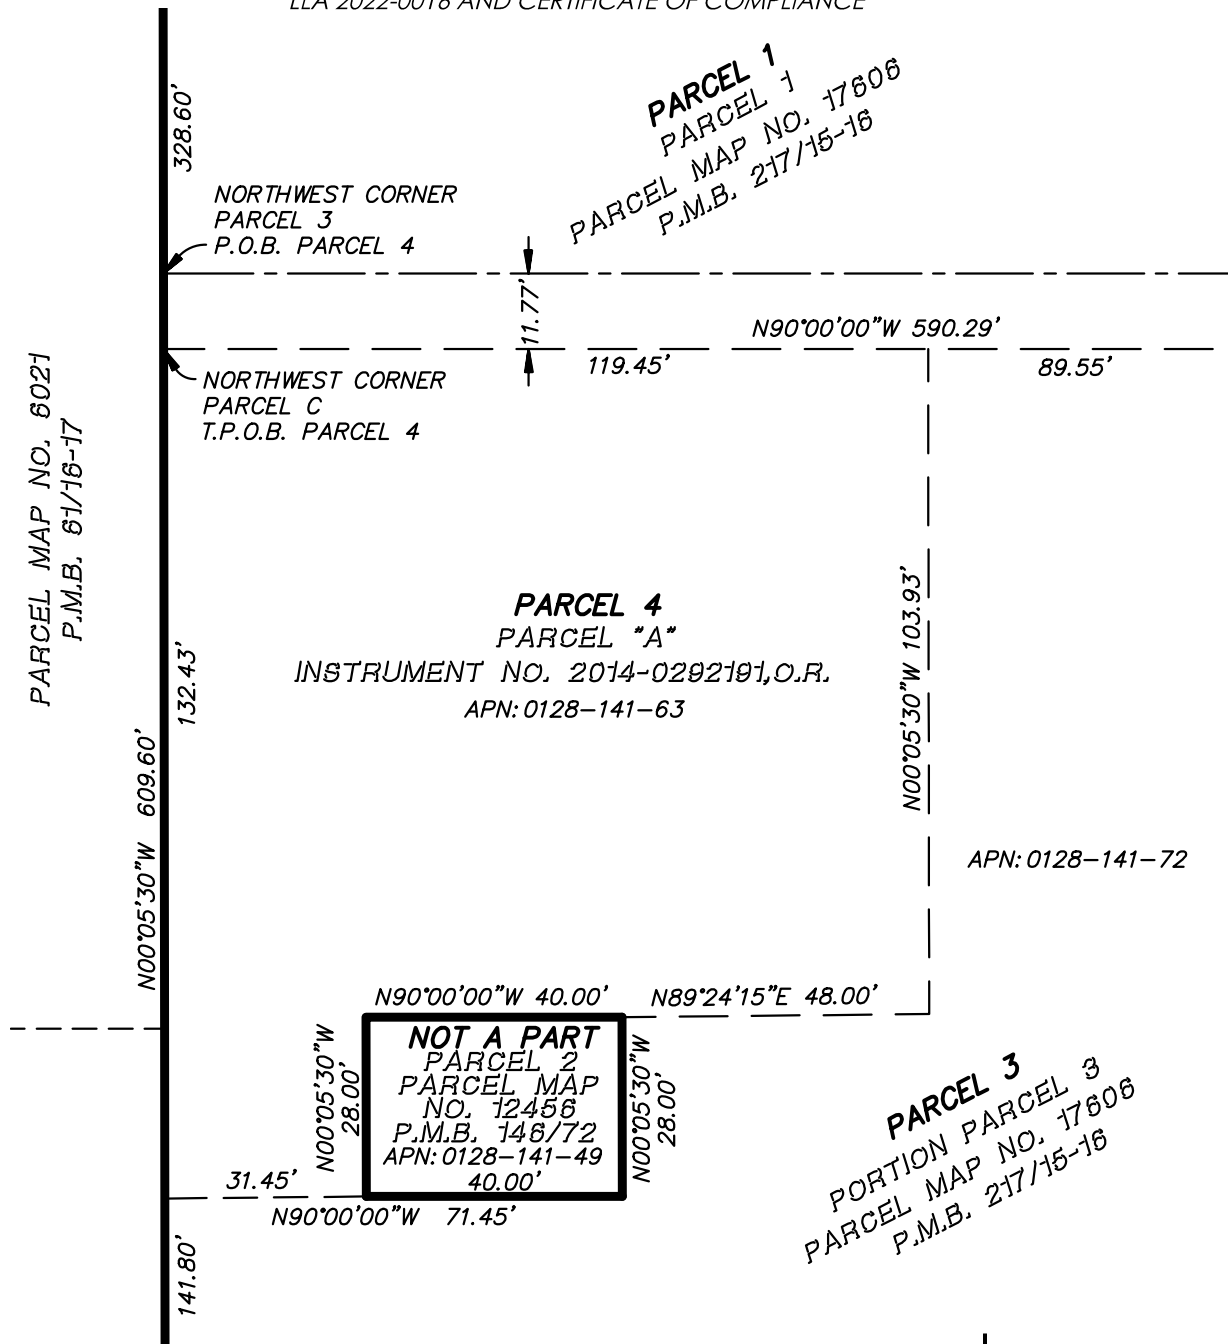 LLA 2022-0016 AND CERTIFICATE OF COMPLIANCE
328.60’
PARCEL 1
PARCEL 1
PARCEL MAP NO. 17606
P.M.B. 217/15-16
NORTHWEST CORNER
PARCEL 3
P.O.B. PARCEL 4
11.77’
N90°00’00”W 590.29’
119.45’
89.55’
NORTHWEST CORNER
PARCEL C
T.P.O.B. PARCEL 4
PARCEL MAP NO. 6021
P.M.B. 61/16-17
PARCEL 4
PARCEL "A"
INSTRUMENT NO. 2014-0292191,O.R.
APN: 0128-141-63
132.43’
N00°05’30”W 609.60’
N00°05’30”W 103.93’
APN: 0128-141-72
N90°00’00”W 40.00’
N89°24’15”E 48.00’
N00°05’30”W
28.00’
NOT A PART
PARCEL 2
PARCEL MAP
NO. 12456
P.M.B. 146/72
APN: 0128-141-49
40.00’
N00°05’30”W
28.00’
31.45’
N90°00’00”W 71.45’
141.80’
PARCEL 3
PORTION PARCEL 3
PARCEL MAP NO. 17606
P.M.B. 217/15-16